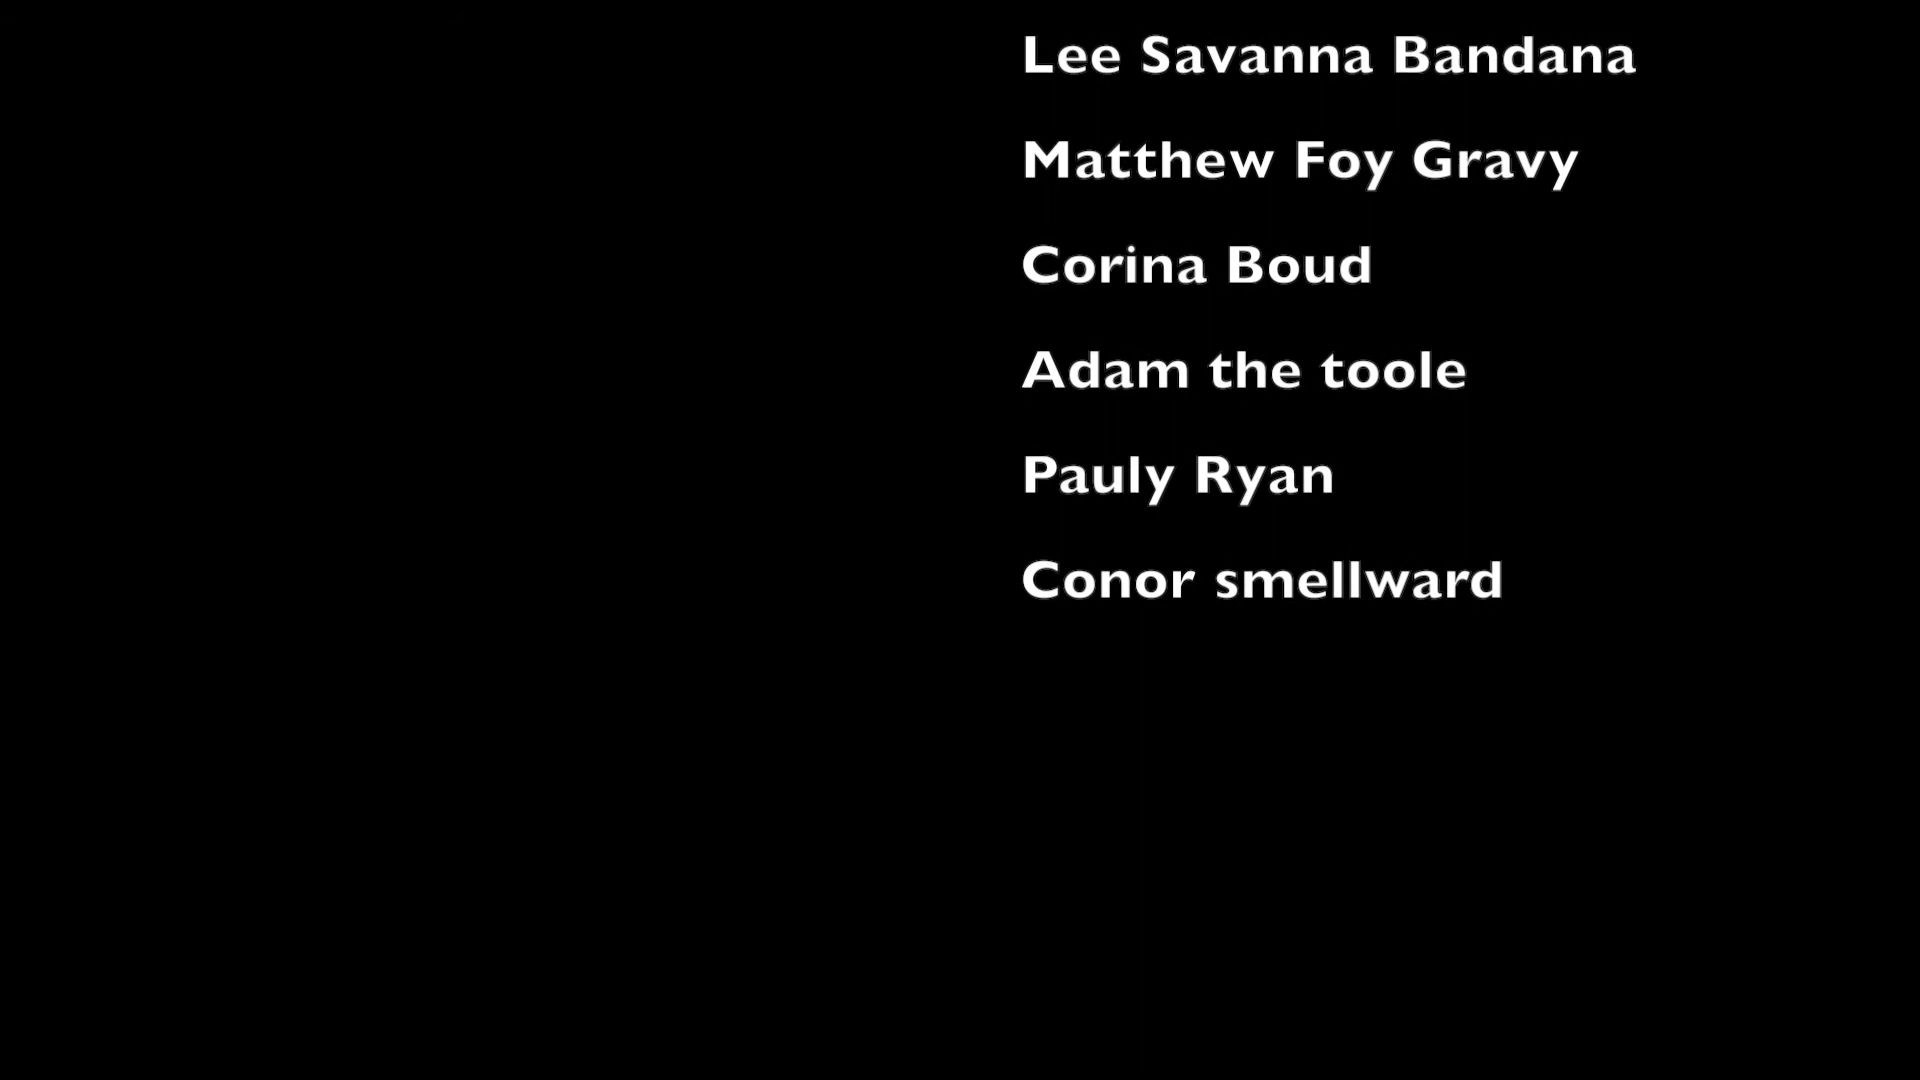 Lee Savanna Bandana
Matthew Foy Gravy
Corina Boud
Adam the toole
Pauly Ryan
Conor smellward